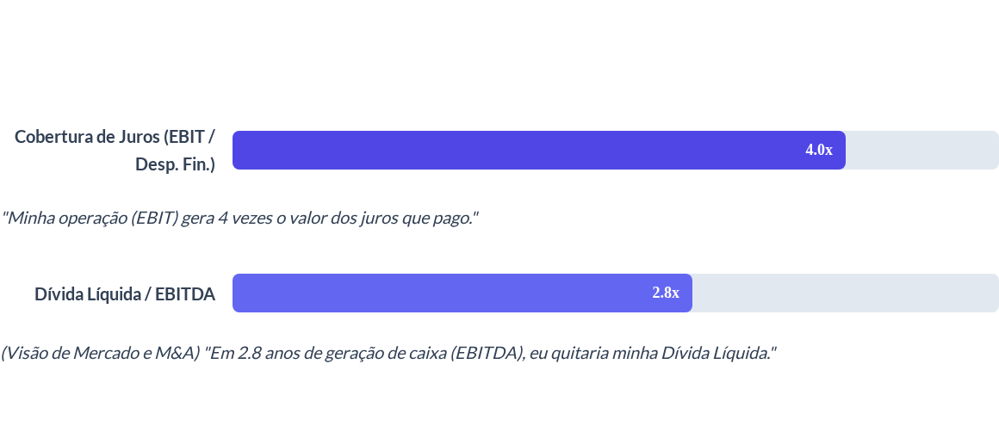 Cobertura de Juros (EBIT /
Desp. Fin.)
4.0x
"Minha operação (EBIT) gera 4 vezes o valor dos juros que pago."
Dívida Líquida / EBITDA
2.8x
(Visão de Mercado e M&A) "Em 2.8 anos de geração de caixa (EBITDA), eu quitaria minha Dívida Líquida."